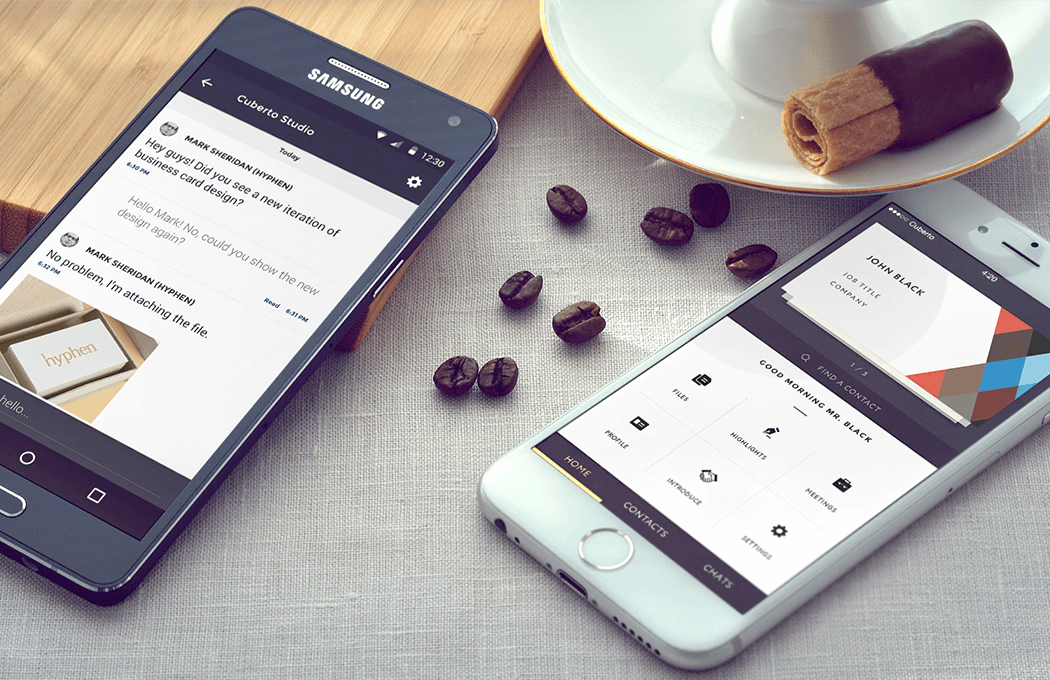 SAMSUNG
12:30
Cuberto Studio
Today
MARK SHERIDAN (HYPHEN)
Hey guys! Did you see a new iteration of
business card design?
6:30 PM
Hello Mark! No, could you show the new
design again?
Read 6:31 PM
MARK SHERIDAN (HYPHEN)
No problem, I'm attaching the file.
6:32 PM
hyphen
hello...
Cuberto
4:20
JOHN BLACK
JOB TITLE
COMPANY
1 / 3
FIND A CONTACT
GOOD MORNING MR. BLACK
FILES
HIGHLIGHTS
MEETINGS
PROFILE
INTRODUCE
SETTINGS
HOME
CONTACTS
CHATS